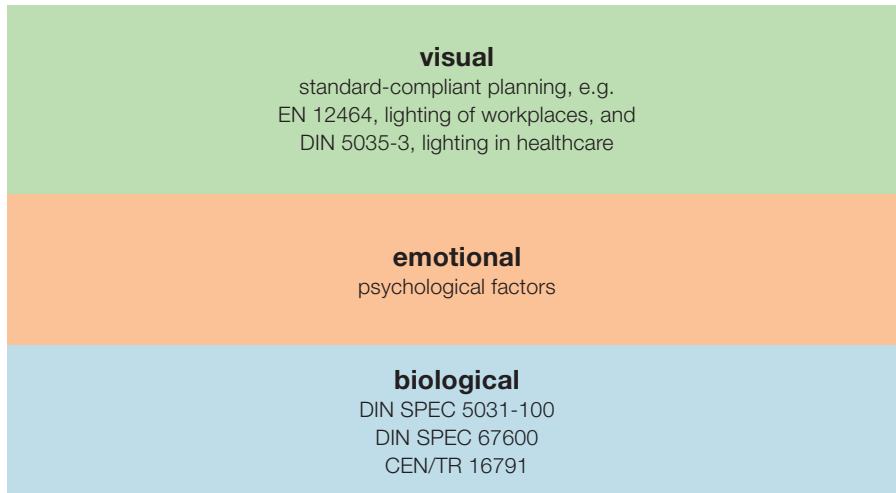 visual
standard-compliant planning, e.g.
EN 12464, lighting of workplaces, and
DIN 5035-3, lighting in healthcare
emotional
psychological factors
biological
DIN SPEC 5031-100
DIN SPEC 67600
CEN/TR 16791